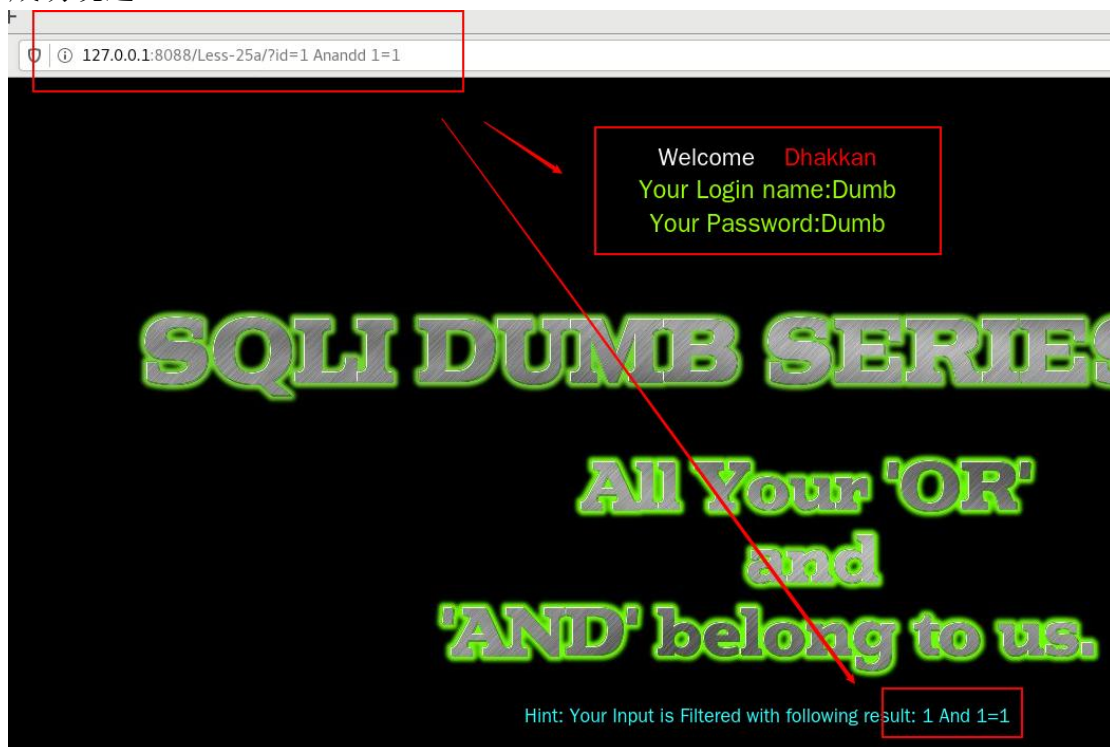 127.0.0.1:8088/Less-25a/?id=1 Anandd 1=1
Welcome Dhakkan
Your Login name:Dumb
Your Password:Dumb
SQLI DUMB SERIES
All Your 'OR'
and
'AND' belong to us.
Hint: Your Input is Filtered with following result: 1 And 1=1